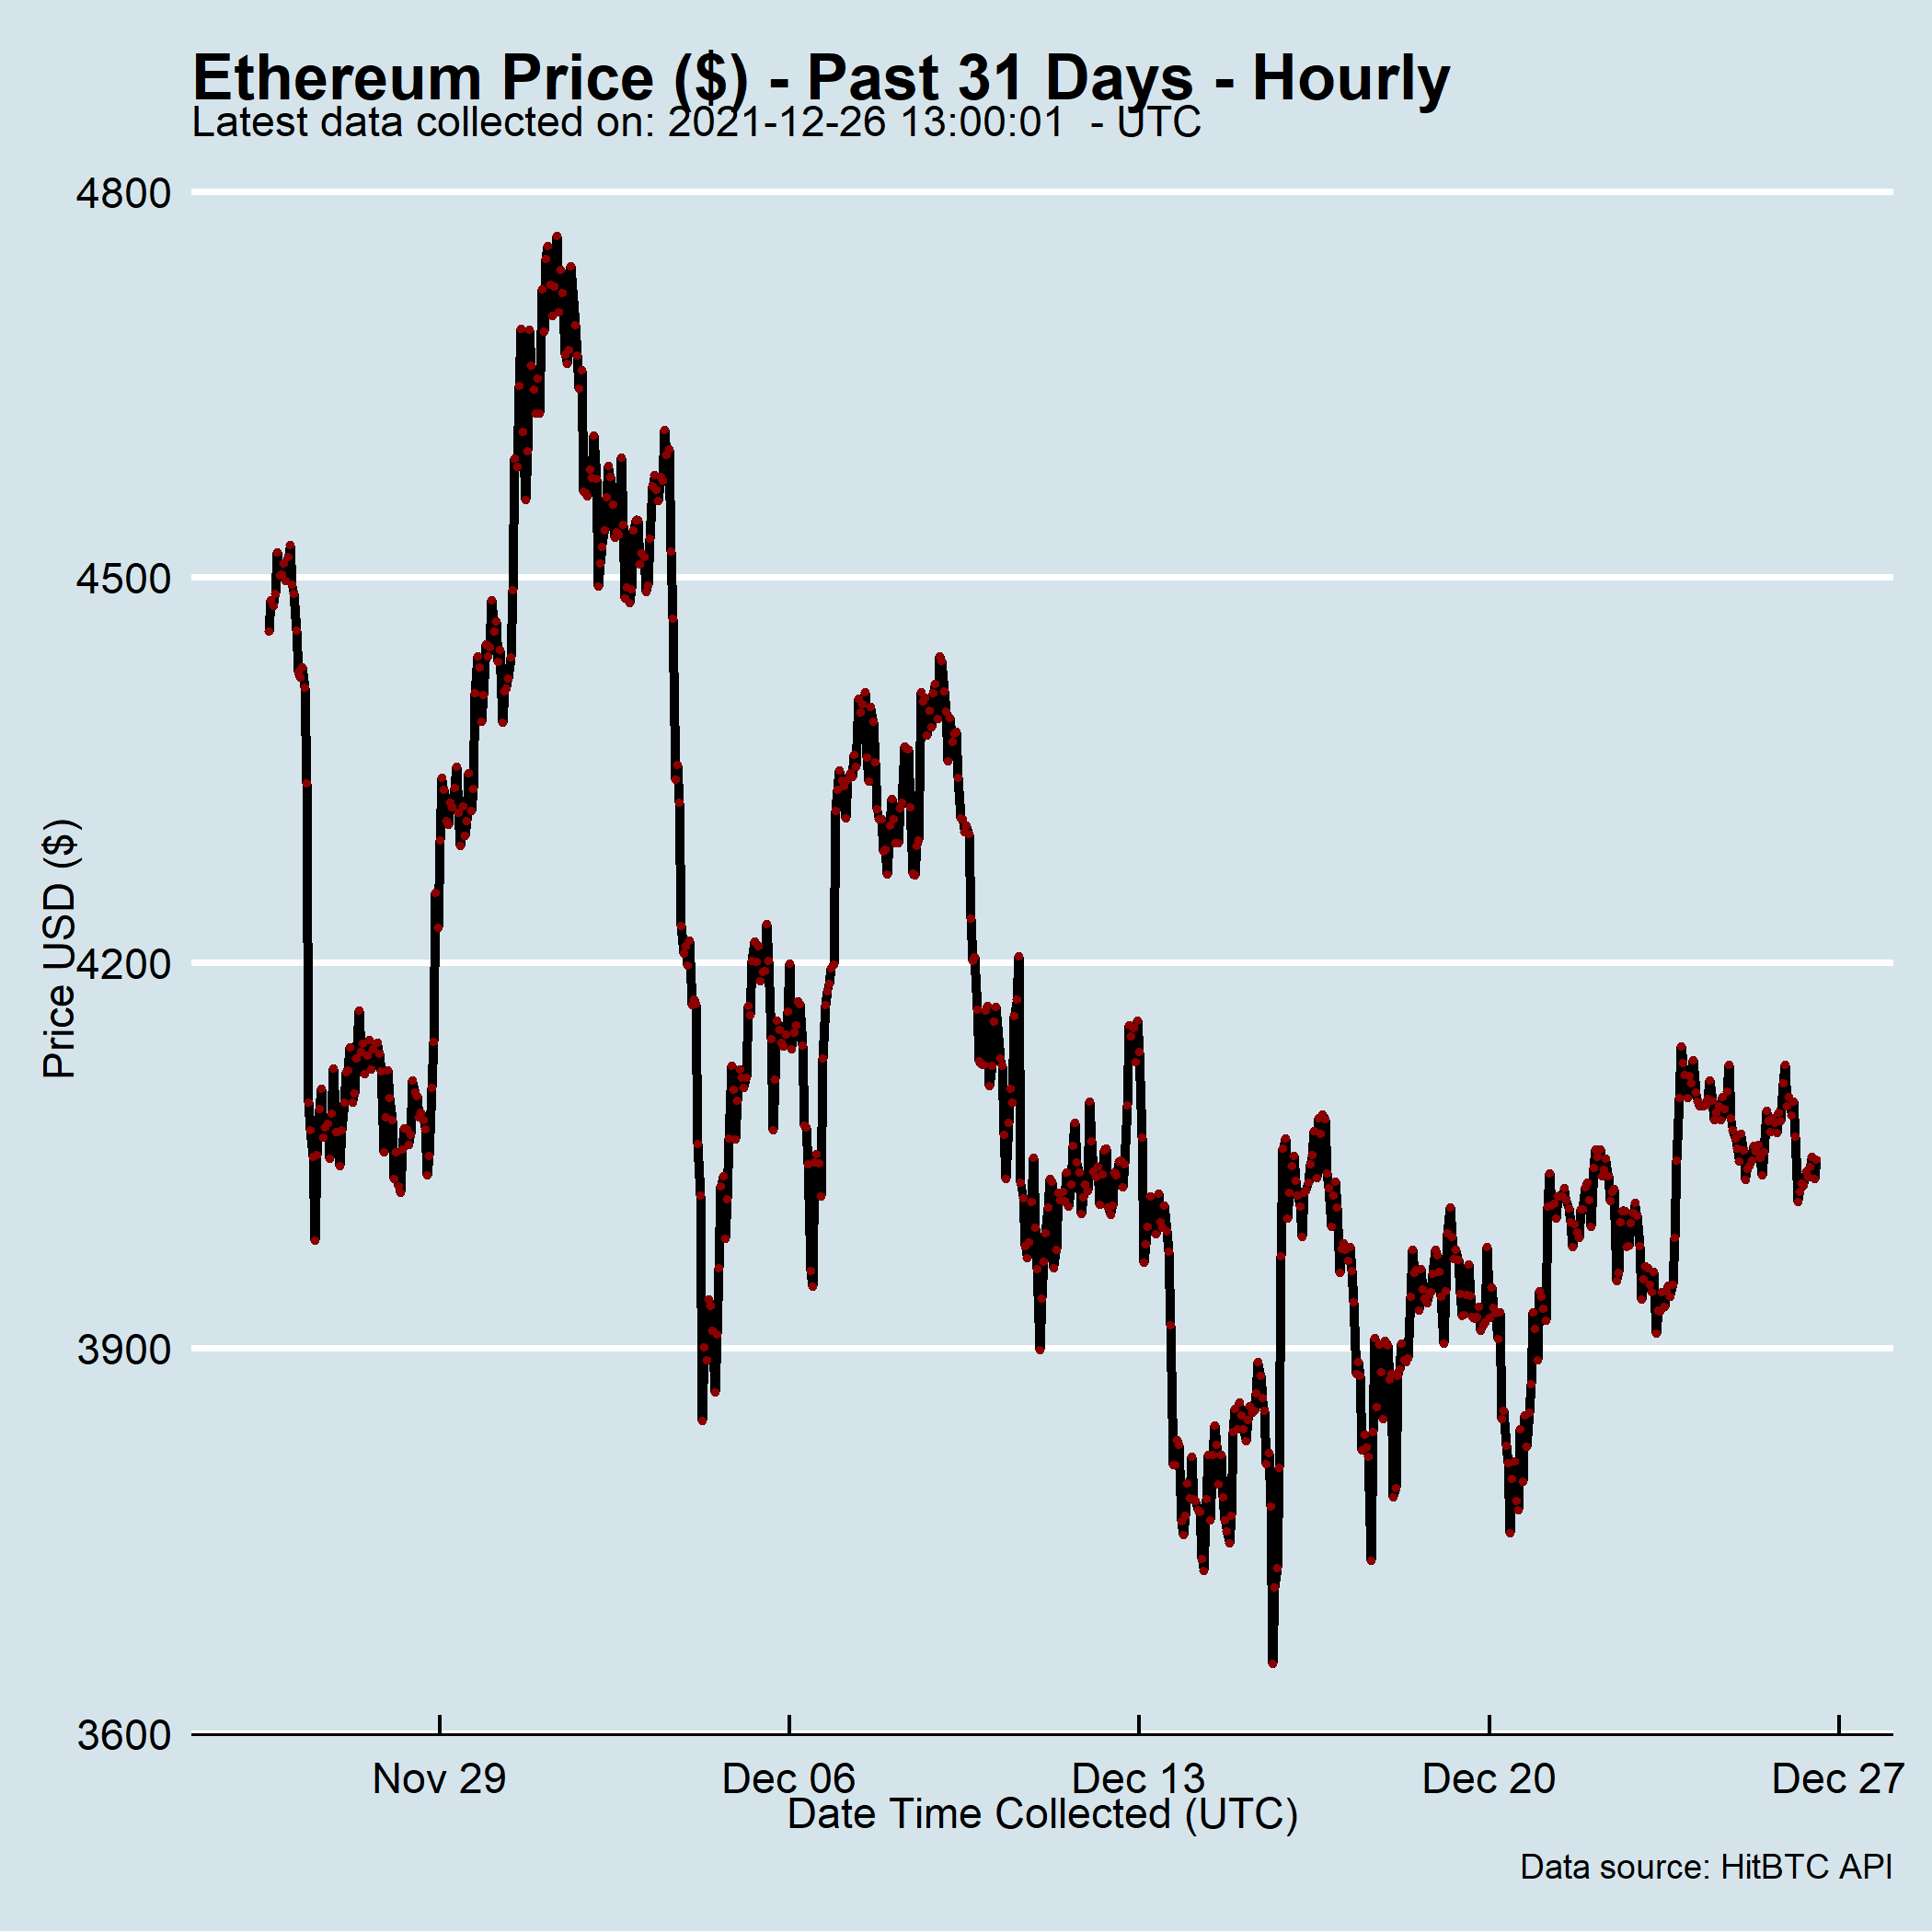 Ethereum Price ($) - Past 31 Days - Hourly
Latest data collected on: 2021-12-26 13:00:01  - UTC
4800
4500
4200
3900
3600
Price USD ($)
Nov 29
Dec 06
Dec 13
Dec 20
Dec 27
Date Time Collected (UTC)
Data source: HitBTC API